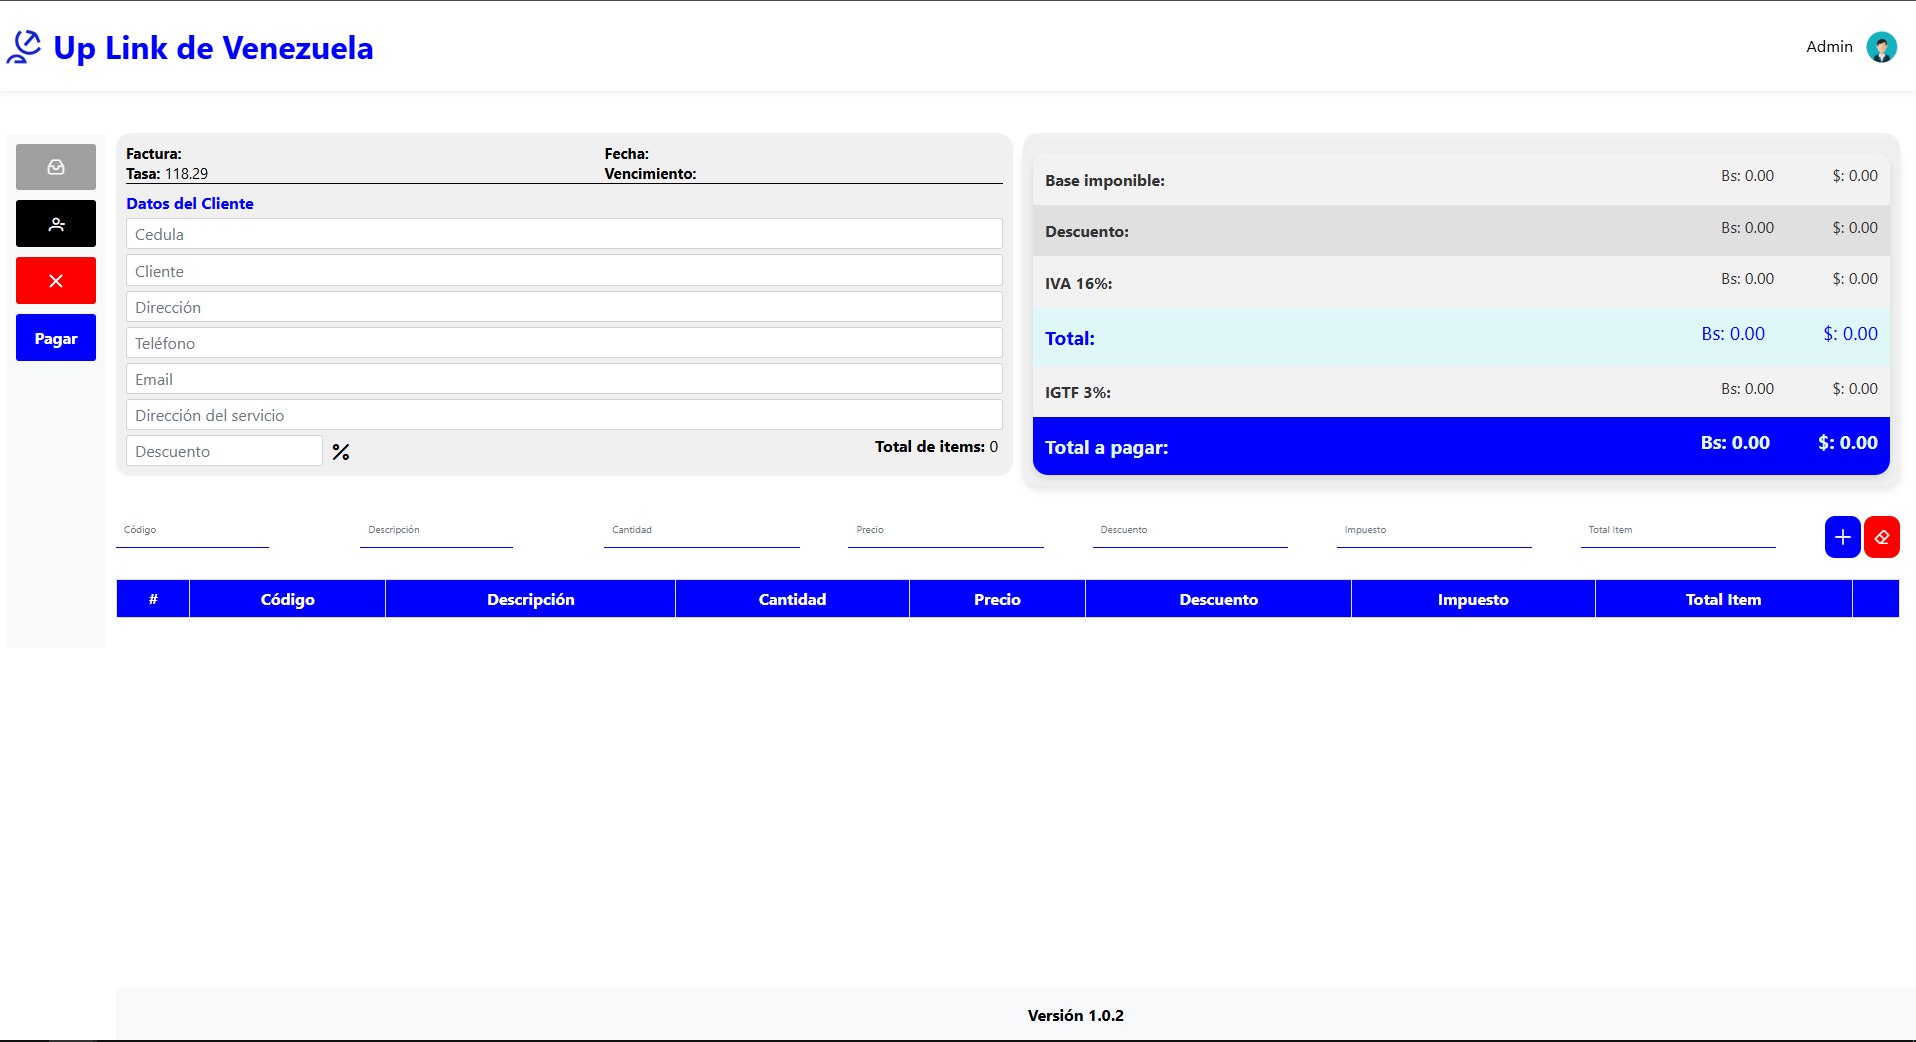 Up Link de Venezuela
Admin
Factura:
Fecha:
Tasa: 118.29
Vencimiento:
Datos del Cliente
Cedula
Cliente
Dirección
Teléfono
Email
Dirección del servicio
Descuento %
Total de items: 0
Pagar
Base imponible: Bs: 0.00 $: 0.00
Descuento: Bs: 0.00 $: 0.00
IVA 16%: Bs: 0.00 $: 0.00
Total: Bs: 0.00 $: 0.00
IGTF 3%: Bs: 0.00 $: 0.00
Total a pagar: Bs: 0.00 $: 0.00
Código Descripción Cantidad Precio Descuento Impuesto Total Item
# Código Descripción Cantidad Precio Descuento Impuesto Total Item
Versión 1.0.2